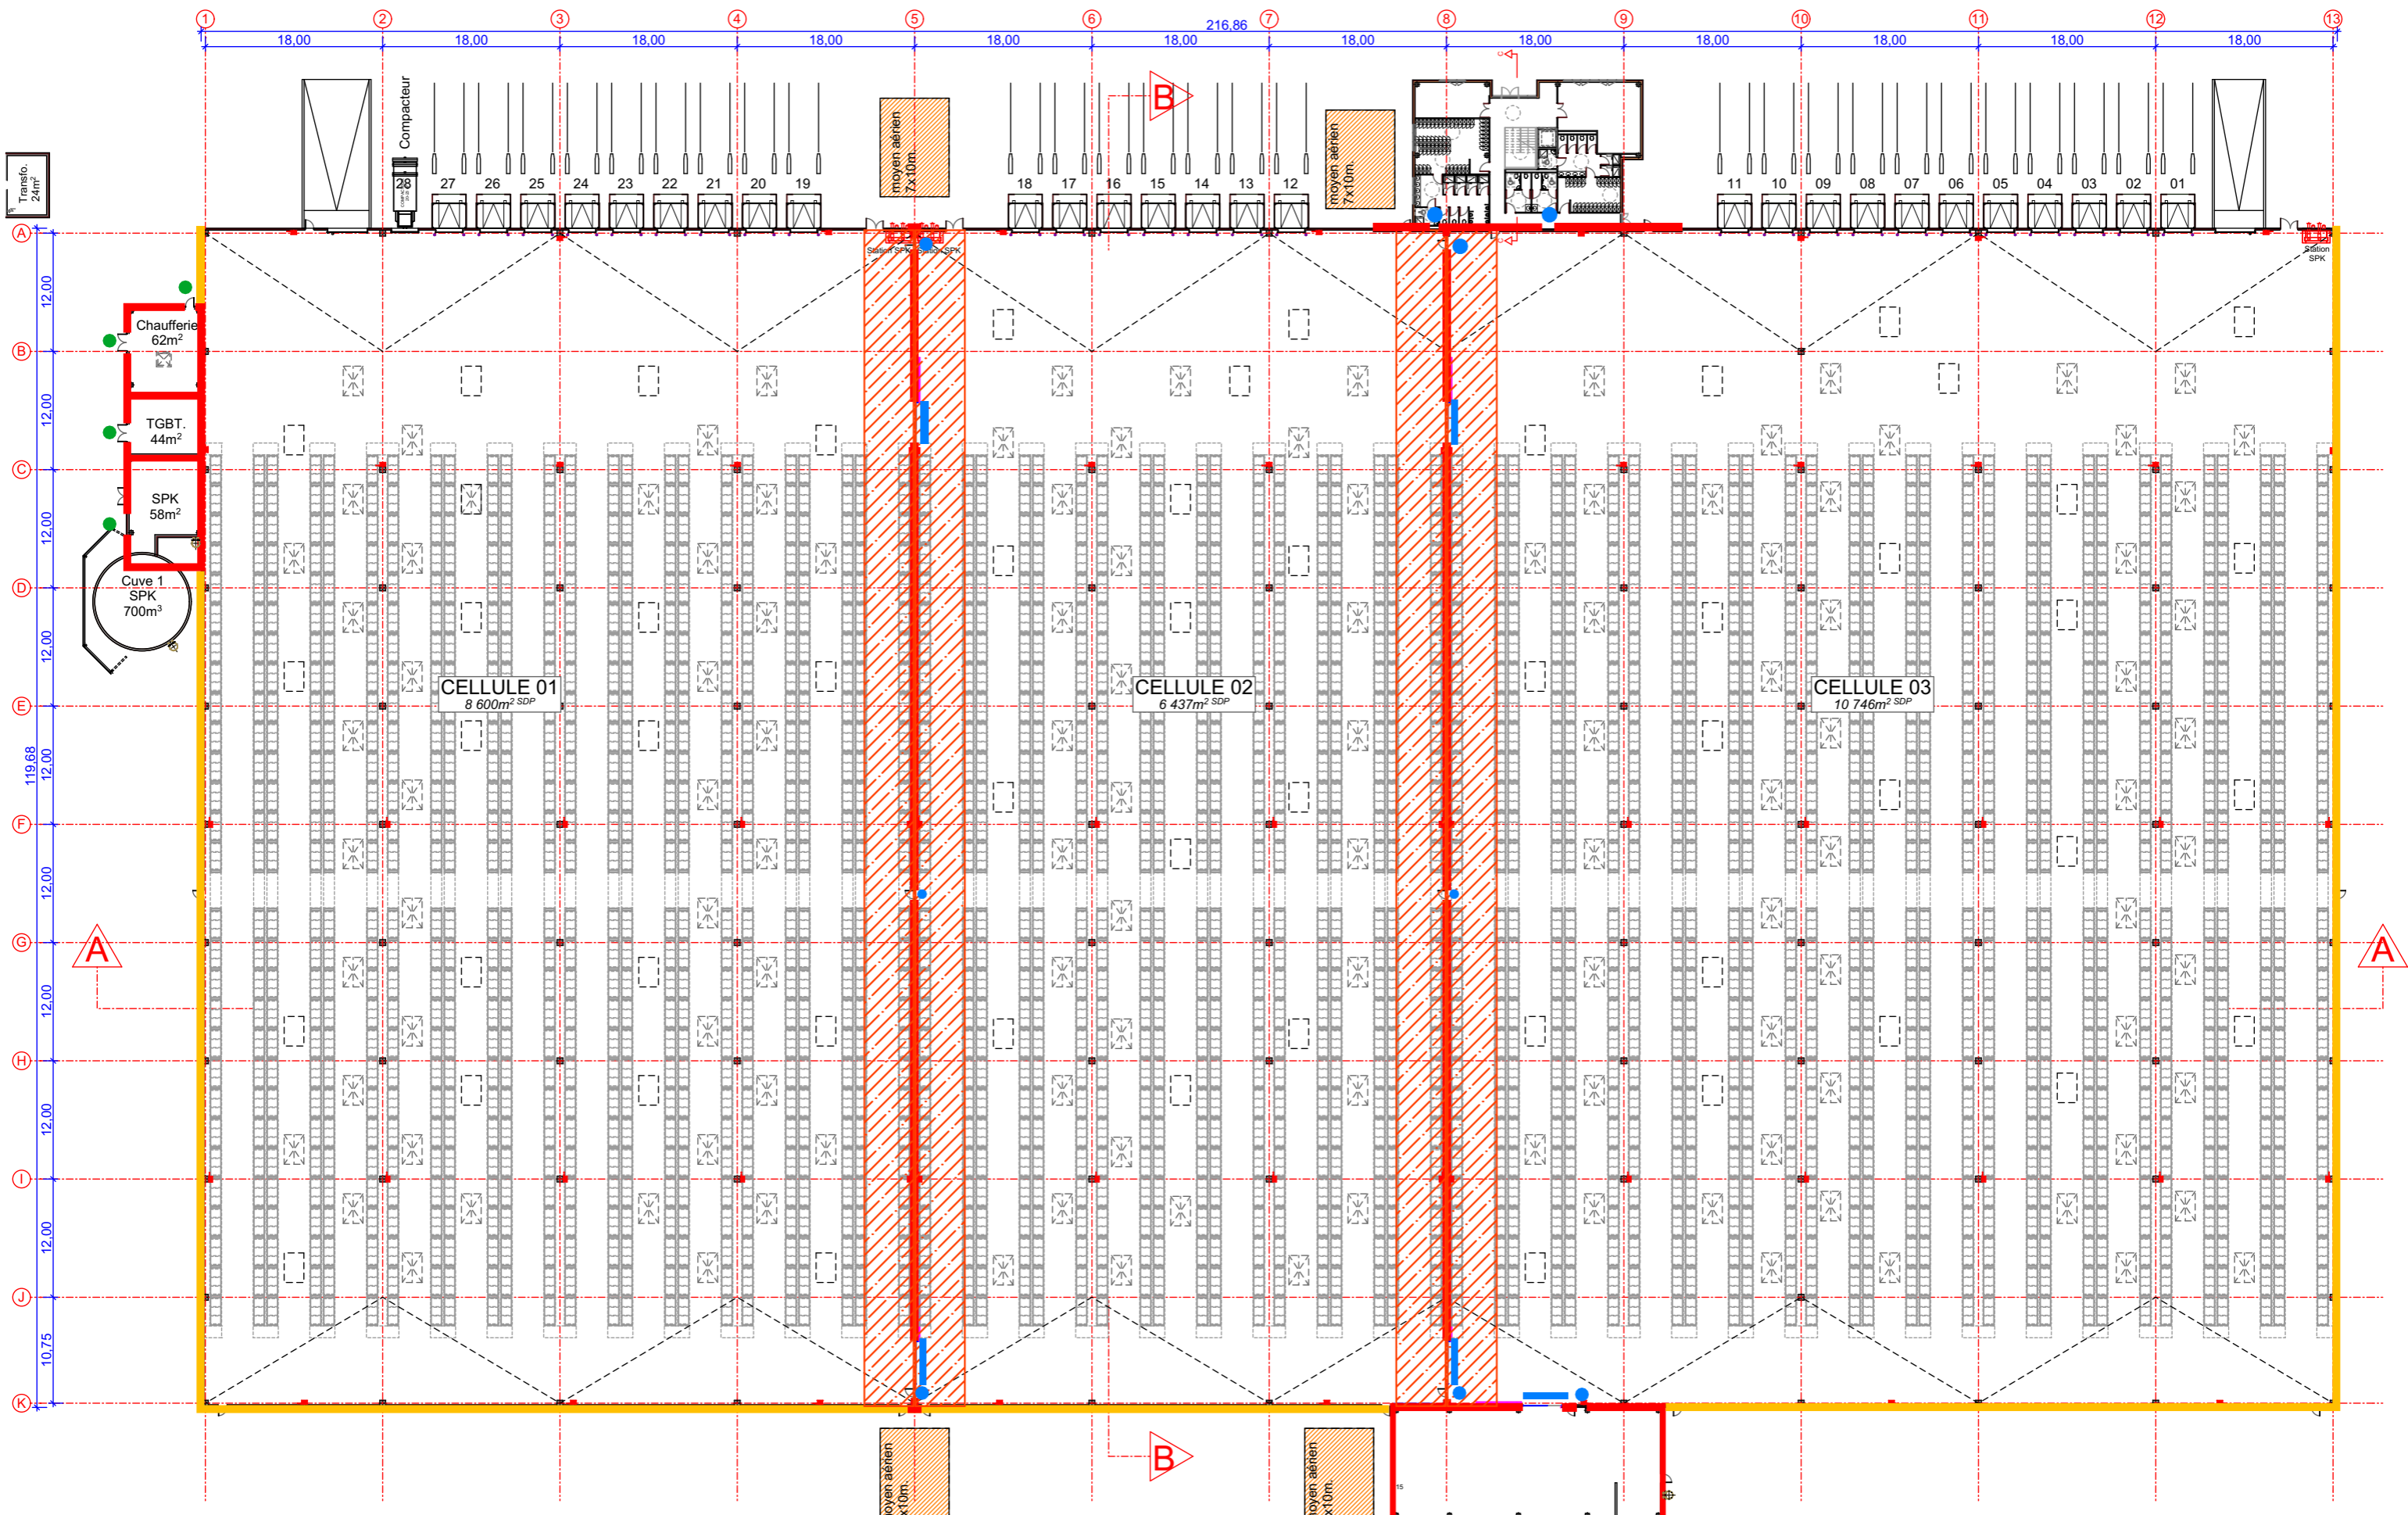 1 2 3 4 5 6 7 8 9 10 11 12 13
216,86
18,00 18,00 18,00 18,00 18,00 18,00 18,00 18,00 18,00 18,00 18,00 18,00
Compacteur
Transfo.
24m²
moyen aérien
7x10m.
B
moyen aérien
7x10m.
28 27 26 25 24 23 22 21 20 19
18 17 16 15 14 13 12
11 10 09 08 07 06 05 04 03 02 01
A
Station SPK
Station SPK
Station
SPK
12,00
Chaufferie
62m²
B
12,00
TGBT.
44m²
C
SPK
58m²
12,00
D
Cuve 1
SPK
700m³
12,00
CELLULE 01
8 600m² SDP
CELLULE 02
6 437m² SDP
CELLULE 03
10 746m² SDP
E
119,68
12,00
F
12,00
G
A
A
12,00
H
12,00
I
12,00
J
10,75
K
B
moyen aérien
7x10m.
15